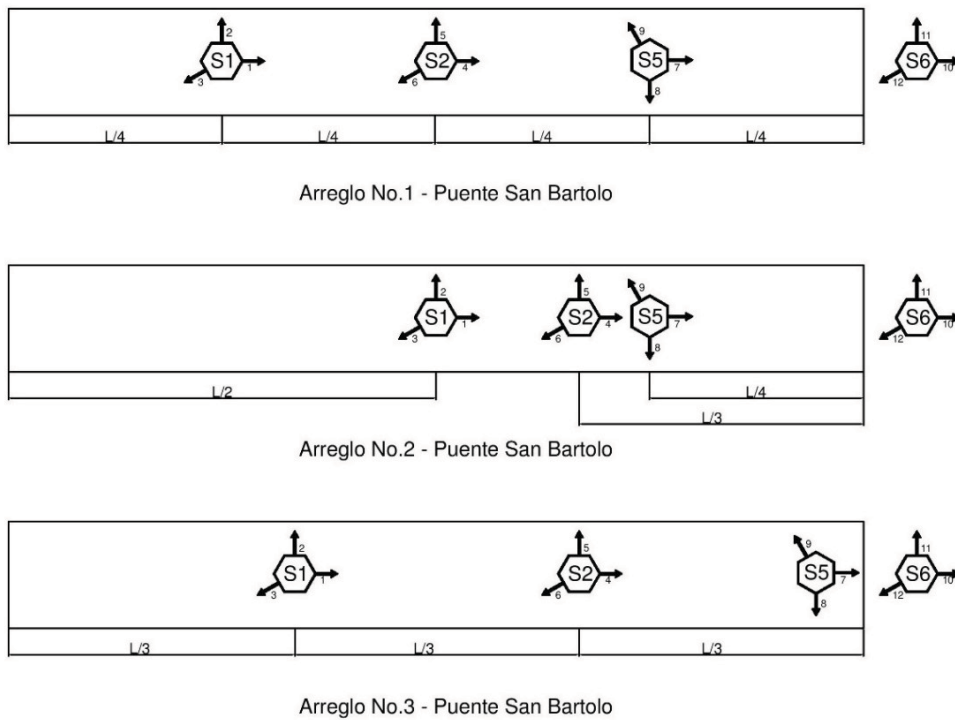 2 5 9 11
S1 S2 S5 S6
1 4 7 10
3 6 8 12
L/4 L/4 L/4 L/4
Arreglo No.1 - Puente San Bartolo
2 5 9 11
S1 S2 S5 S6
1 4 7 10
3 6 8 12
L/2 L/4
L/3
Arreglo No.2 - Puente San Bartolo
2 5 9 11
S1 S2 S5 S6
1 4 7 10
3 6 8 12
L/3 L/3 L/3
Arreglo No.3 - Puente San Bartolo